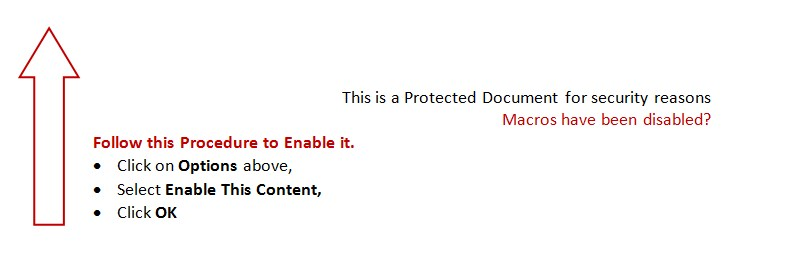 This is a Protected Document for security reasons
Macros have been disabled?
Follow this Procedure to Enable it.
• Click on Options above,
• Select Enable This Content,
• Click OK